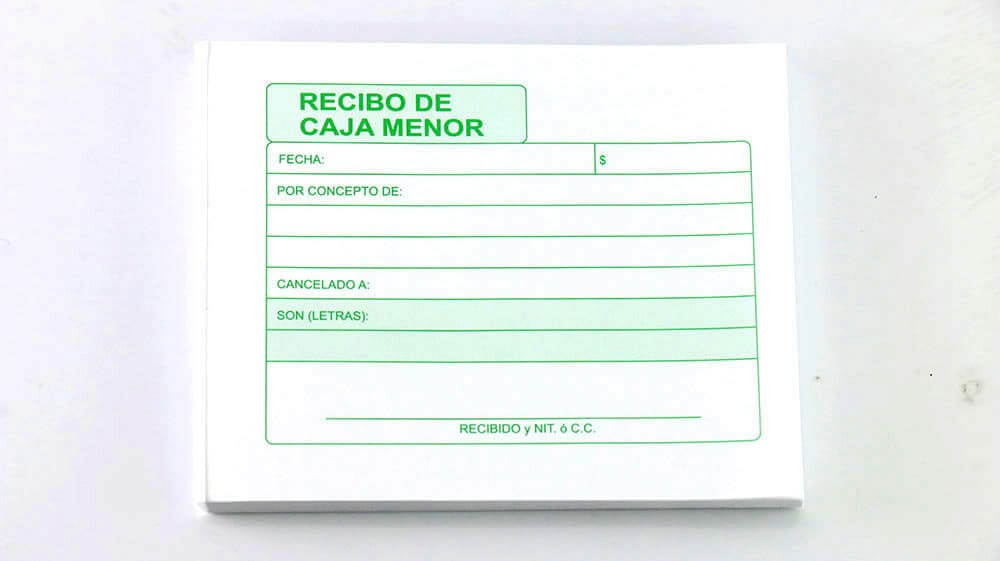 RECIBO DE
CAJA MENOR
FECHA: $
POR CONCEPTO DE:
CANCELADO A:
SON (LETRAS):
RECIBIDO y NIT. ó C.C.